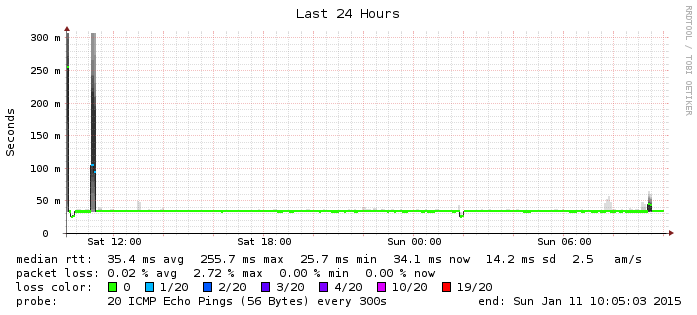 Last 24 Hours
RRDTOOL / TOBI OETIKER
Seconds
300 m
250 m
200 m
150 m
100 m
50 m
0
Sat 12:00 Sat 18:00 Sun 00:00 Sun 06:00
median rtt: 35.4 ms avg 255.7 ms max 25.7 ms min 34.1 ms now 14.2 ms sd 2.5 am/s
packet loss: 0.02 % avg 2.72 % max 0.00 % min 0.00 % now
loss color: 0 1/20 2/20 3/20 4/20 10/20 19/20
probe: 20 ICMP Echo Pings (56 Bytes) every 300s end: Sun Jan 11 10:05:03 2015